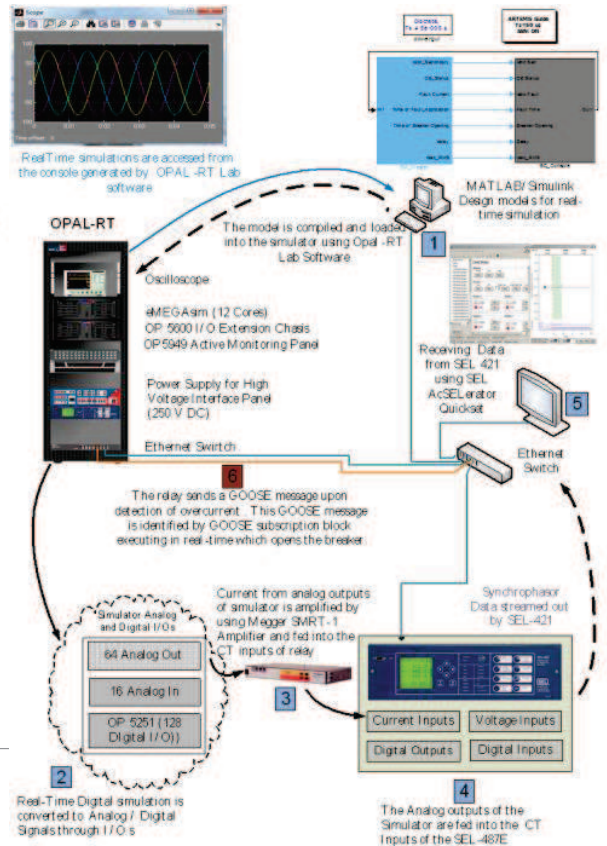 Scope
RealTime simulations are accessed from
the console generated by OPAL -RT Lab
software
MATLAB/ Simulink
Design models for real-
time simulation
1
The model is compiled and loaded
into the simulator using Opal -RT
Lab Software
OPAL-RT
Oscilloscope
eMEGAsim (12 Cores)
OP 5600 I/O Extension Chasis
OP5949 Active Monitoring Panel
Power Supply for High
Voltage Interface Panel
(250 V DC)
Ethernet Swirtch
Receiving Data
from SEL 421
using SEL
AcSELerator
Quickset
5
Ethernet
Switch
6
The relay sends a GOOSE message upon
detection of overcurrent . This GOOSE message
is identified by GOOSE subscription block
executing in real-time which opens the breaker
Simulator Analog
and Digital I/Os
64 Analog Out
16 Analog In
OP 5251 (128
Digital I/O))
2
Real-Time Digital simulation is
converted to Analog / Digital
Signals through I/O s
Current from analog outputs
of simulator is amplified by
using Megger SMRT-1
Amplifier and fed into the
CT inputs of relay
3
Synchrophasor
Data streamed out
by SEL-421
Current Inputs
Voltage Inputs
Digital Outputs
Digital Inputs
4
The Analog outputs of the
Simulator are fed into the CT
Inputs of the SEL-487E